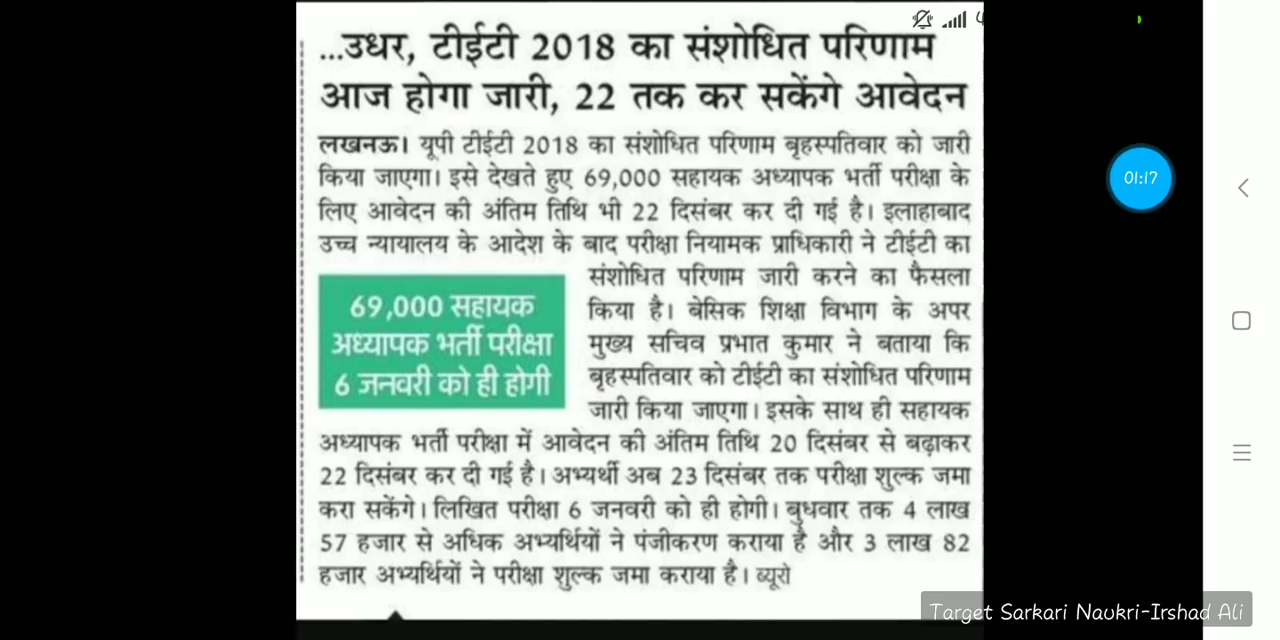 ...उधर, टीईटी 2018 का संशोधित परिणाम
आज होगा जारी, 22 तक कर सकेंगे आवेदन
लखनऊ। यूपी टीईटी 2018 का संशोधित परिणाम बृहस्पतिवार को जारी
किया जाएगा। इसे देखते हुए 69,000 सहायक अध्यापक भर्ती परीक्षा के
लिए आवेदन की अंतिम तिथि भी 22 दिसंबर कर दी गई है। इलाहाबाद
उच्च न्यायालय के आदेश के बाद परीक्षा नियामक प्राधिकारी ने टीईटी का
संशोधित परिणाम जारी करने का फैसला
किया है। बेसिक शिक्षा विभाग के अपर
मुख्य सचिव प्रभात कुमार ने बताया कि
बृहस्पतिवार को टीईटी का संशोधित परिणाम
जारी किया जाएगा। इसके साथ ही सहायक
अध्यापक भर्ती परीक्षा में आवेदन की अंतिम तिथि 20 दिसंबर से बढ़ाकर
22 दिसंबर कर दी गई है। अभ्यर्थी अब 23 दिसंबर तक परीक्षा शुल्क जमा
करा सकेंगे। लिखित परीक्षा 6 जनवरी को ही होगी। बुधवार तक 4 लाख
57 हजार से अधिक अभ्यर्थियों ने पंजीकरण कराया है और 3 लाख 82
हजार अभ्यर्थियों ने परीक्षा शुल्क जमा कराया है। ब्यूरो
69,000 सहायक
अध्यापक भर्ती परीक्षा
6 जनवरी को ही होगी
01:17
Target Sarkari Naukri-Irshad Ali